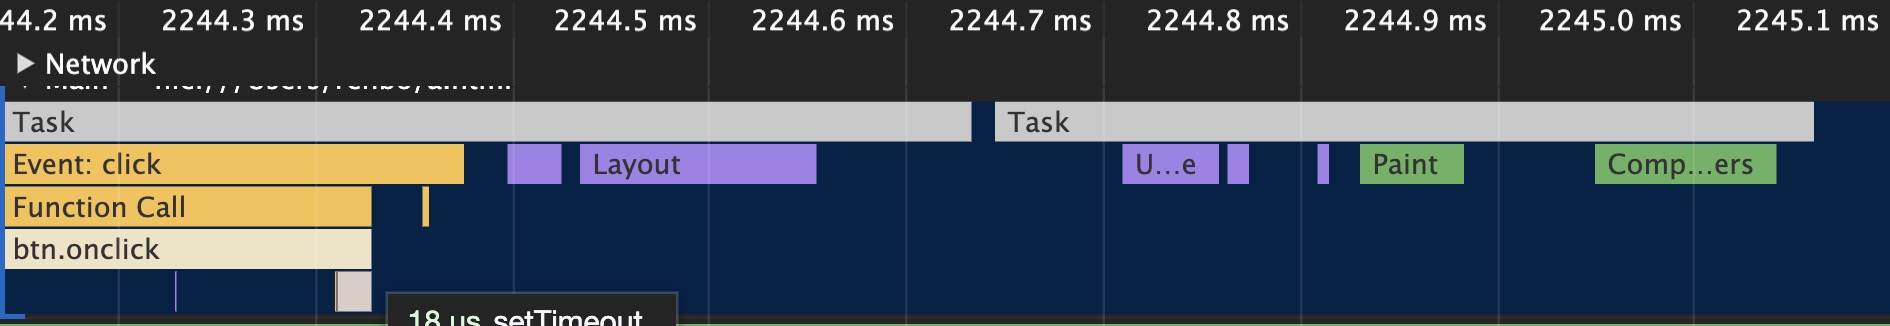 44.2 ms 2244.3 ms 2244.4 ms 2244.5 ms 2244.6 ms 2244.7 ms 2244.8 ms 2244.9 ms 2245.0 ms 2245.1 ms
Network
Task Task
Event: click Layout U...e Paint Comp...ers
Function Call
btn.onclick
18 µs setTimeout